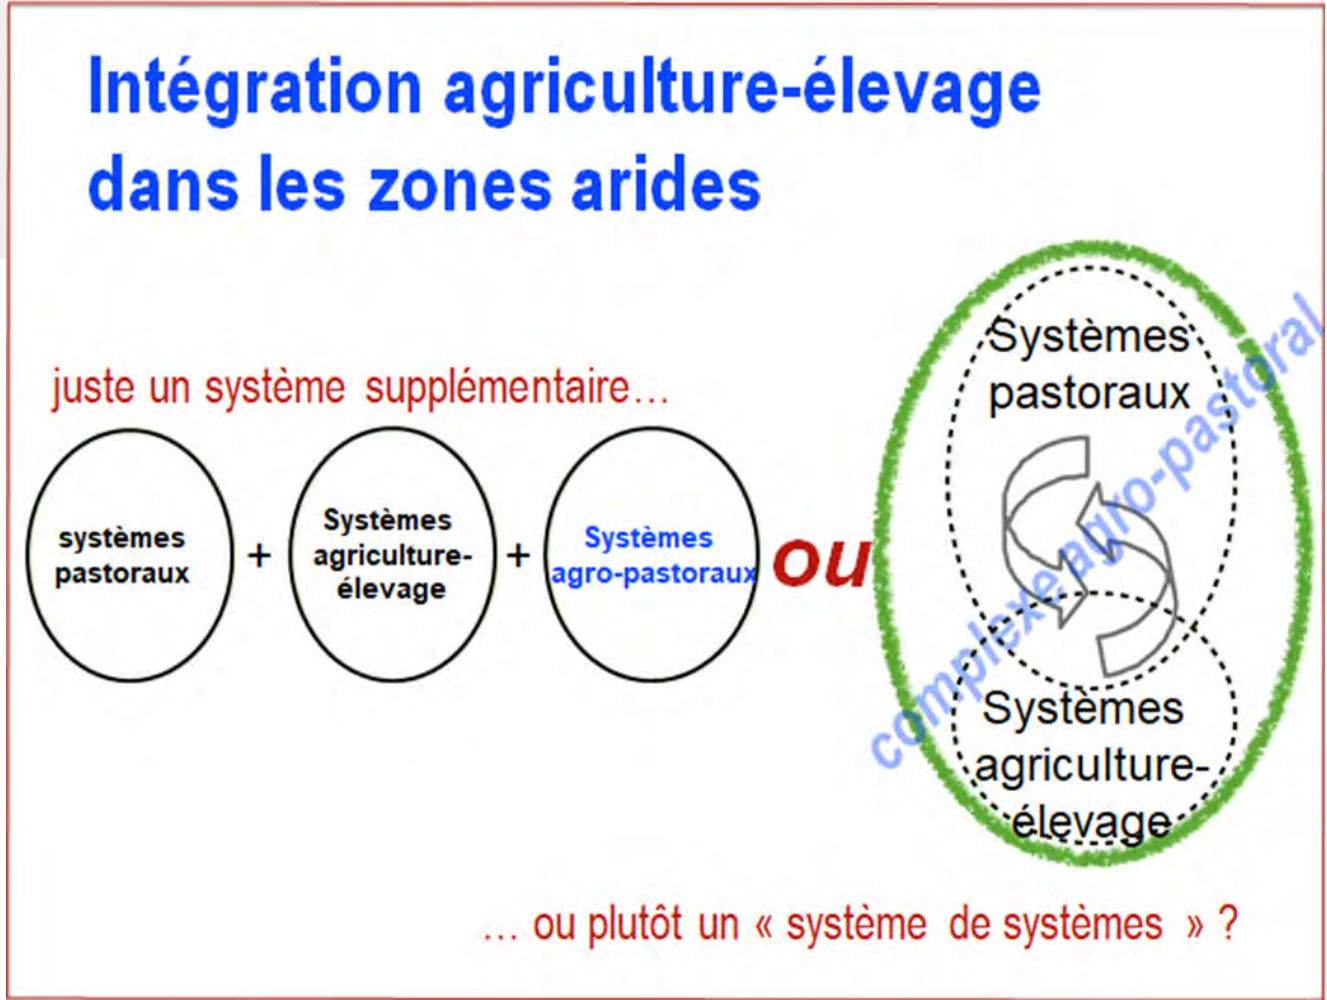 Intégration agriculture-élevage
dans les zones arides
juste un système supplémentaire...
systèmes
pastoraux
+
Systèmes
agriculture-
élevage
+
Systèmes
agro-pastoraux
ou
Systèmes
pastoraux
complexe agro-pastoral
Systèmes
agriculture-
élevage
... ou plutôt un « système de systèmes » ?